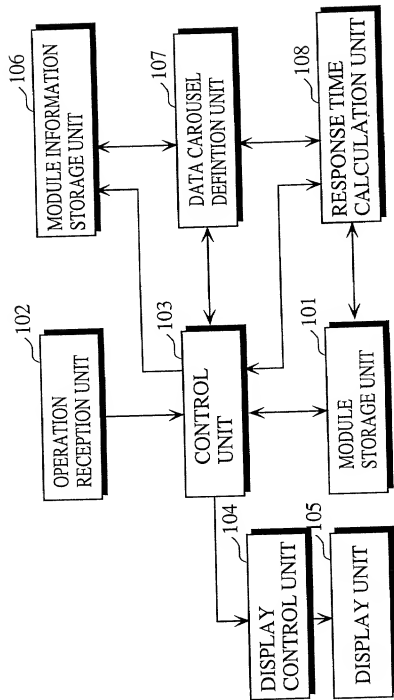 106
MODULE INFORMATION
STORAGE UNIT
107
DATA CAROUSEL
DEFINTION UNIT
108
RESPONSE TIME
CALCULATION UNIT
102
OPERATION
RECEPTION UNIT
103
CONTROL
UNIT
101
MODULE
STORAGE UNIT
104
DISPLAY
CONTROL UNIT
105
DISPLAY UNIT